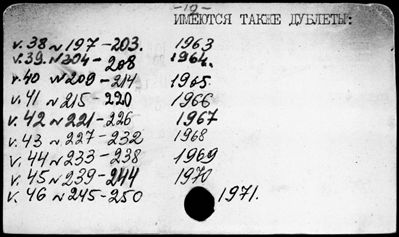 -12-
ИМЕЮТСЯ ТАКЖЕ ДУБЛЕТЫ:
v. 38 N 197-203. 1963
v. 39. N 204-208 1964.
v. 40 N 209-214 1965.
v. 41 N 215-220 1966
v. 42 N 221-226 1967
v. 43 N 227-232 1968
v. 44 N 233-238 1969
v. 45 N 239-244 1970
v. 46 N 245-250 1971.